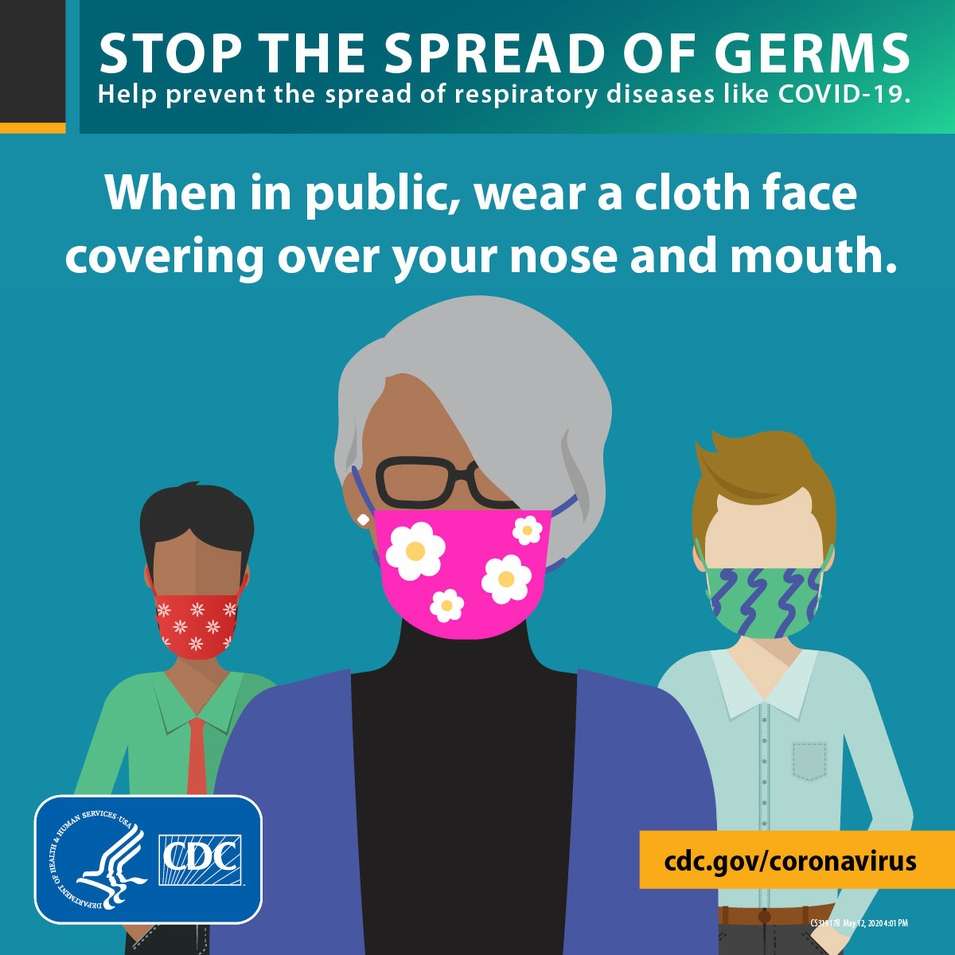 STOP THE SPREAD OF GERMS
Help prevent the spread of respiratory diseases like COVID-19.
When in public, wear a cloth face
covering over your nose and mouth.
DEPARTMENT OF HEALTH & HUMAN SERVICES·USA
CDC
cdc.gov/coronavirus
CS317917B May 12, 2020 4:01 PM